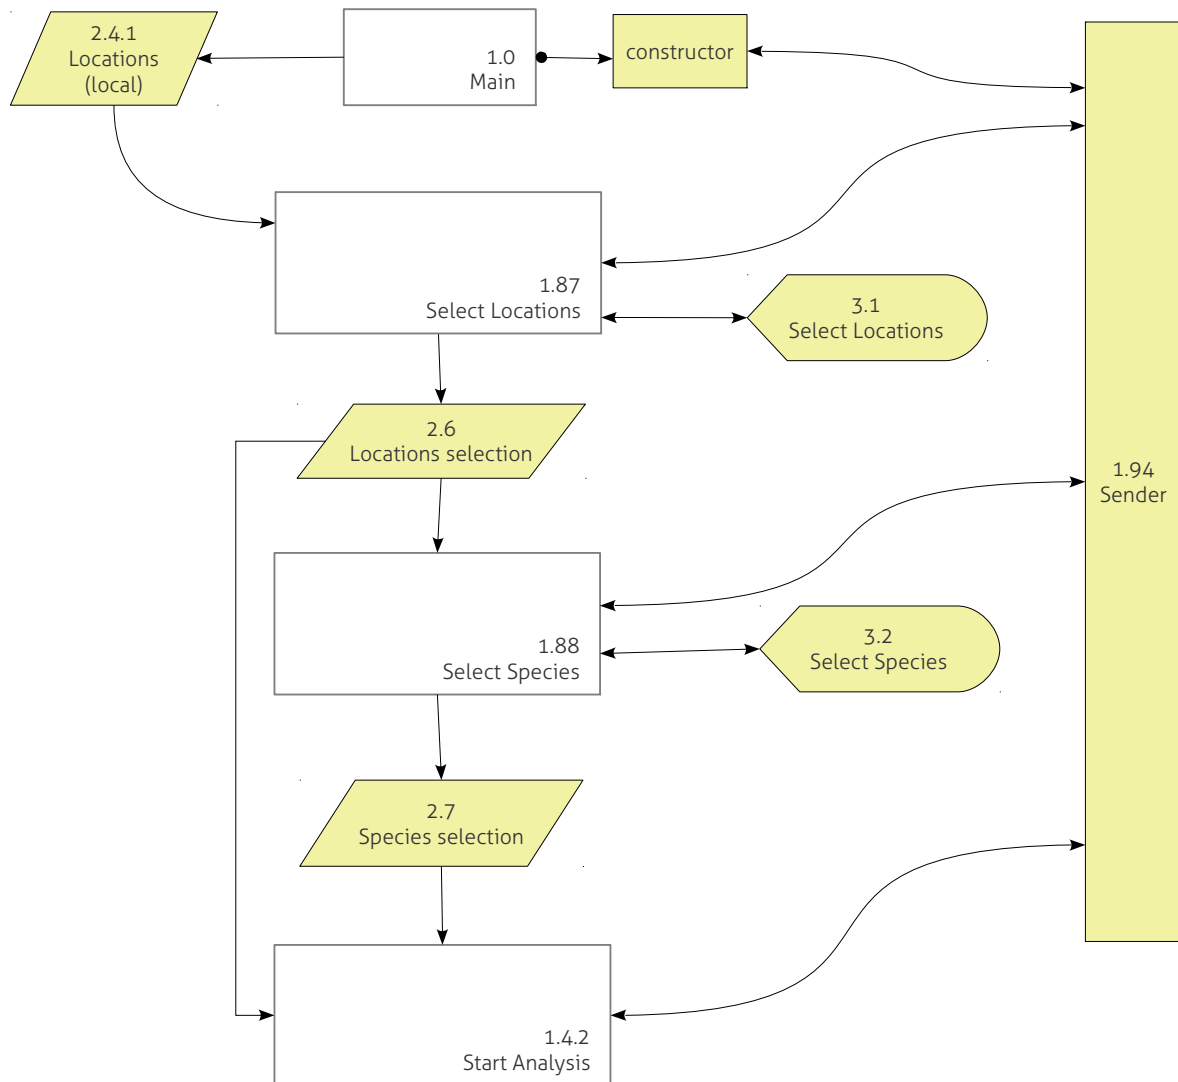 2.4.1
Locations
(local)
1.0
Main
constructor
1.87
Select Locations
3.1
Select Locations
2.6
Locations selection
1.94
Sender
1.88
Select Species
3.2
Select Species
2.7
Species selection
1.4.2
Start Analysis